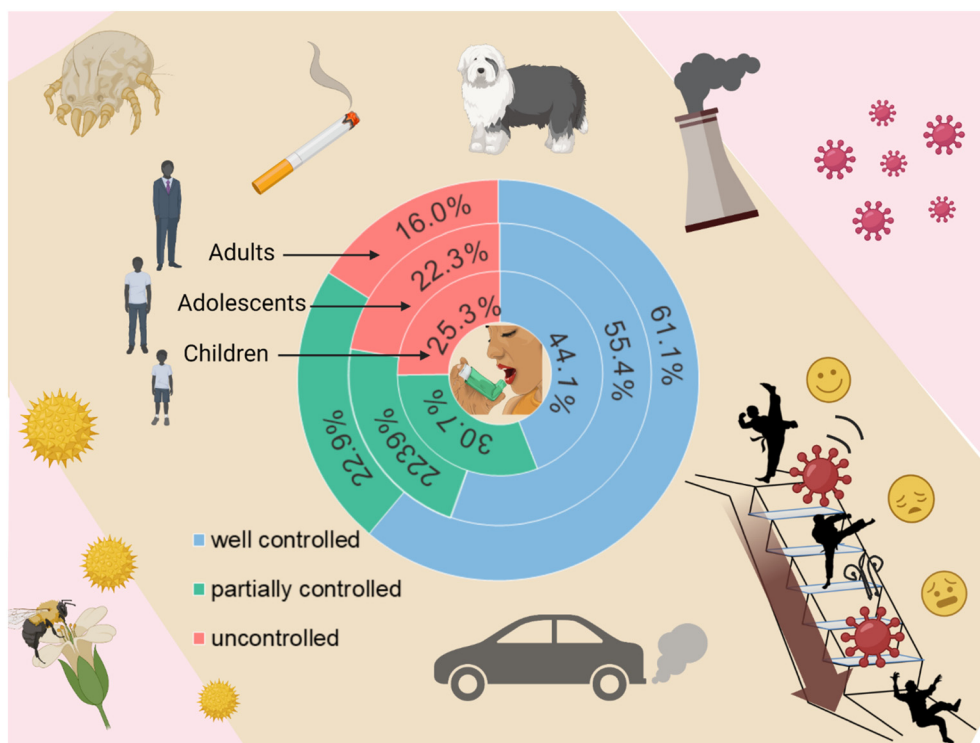 Adults
Adolescents
Children
16.0%
22.3%
25.3%
61.1%
55.4%
44.1%
22.9%
2239%
30.7%
well controlled
partially controlled
uncontrolled